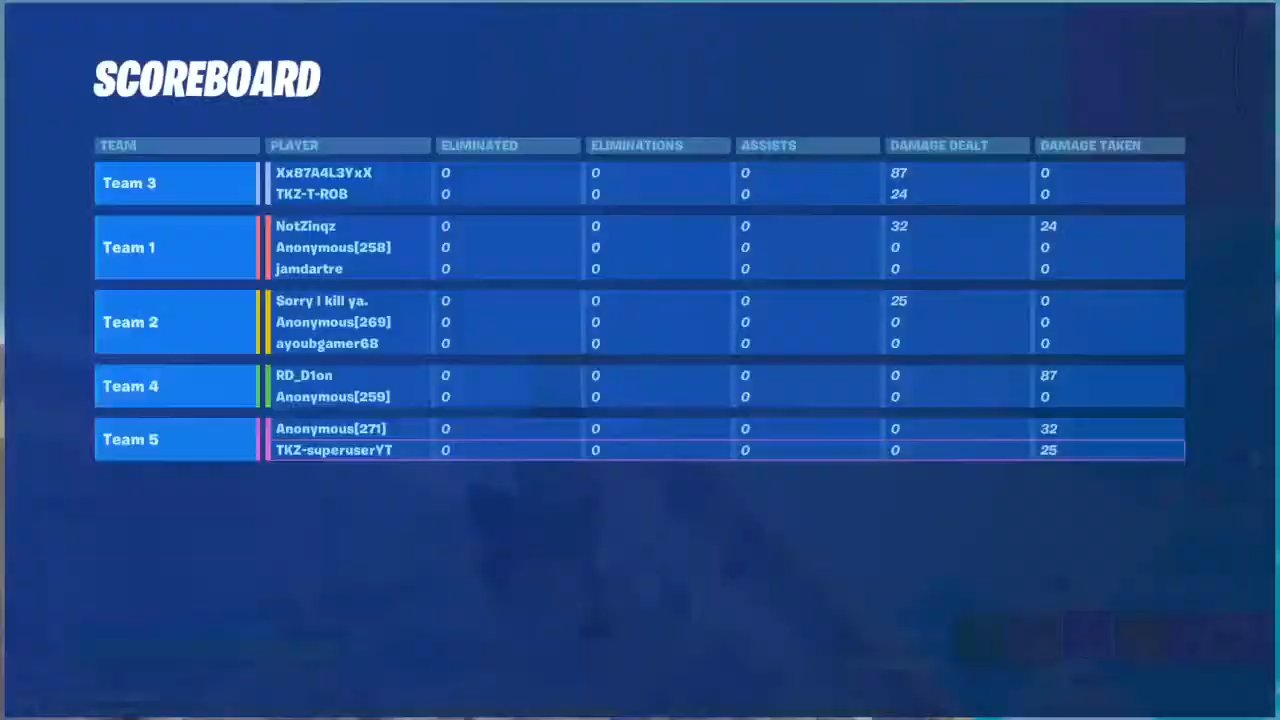 SCOREBOARD
TEAM PLAYER ELIMINATED ELIMINATIONS ASSISTS DAMAGE DEALT DAMAGE TAKEN
Team 3
Xx87A4L3YxX 0 0 0 87 0
TKZ-T-ROB 0 0 0 24 0
Team 1
NotZinqz 0 0 0 32 24
Anonymous[258] 0 0 0 0 0
jamdartre 0 0 0 0 0
Team 2
Sorry I kill ya. 0 0 0 25 0
Anonymous[269] 0 0 0 0 0
ayoubgamer68 0 0 0 0 0
Team 4
RD_D1on 0 0 0 0 87
Anonymous[259] 0 0 0 0 0
Team 5
Anonymous[271] 0 0 0 0 32
TKZ-superuserYT 0 0 0 0 25